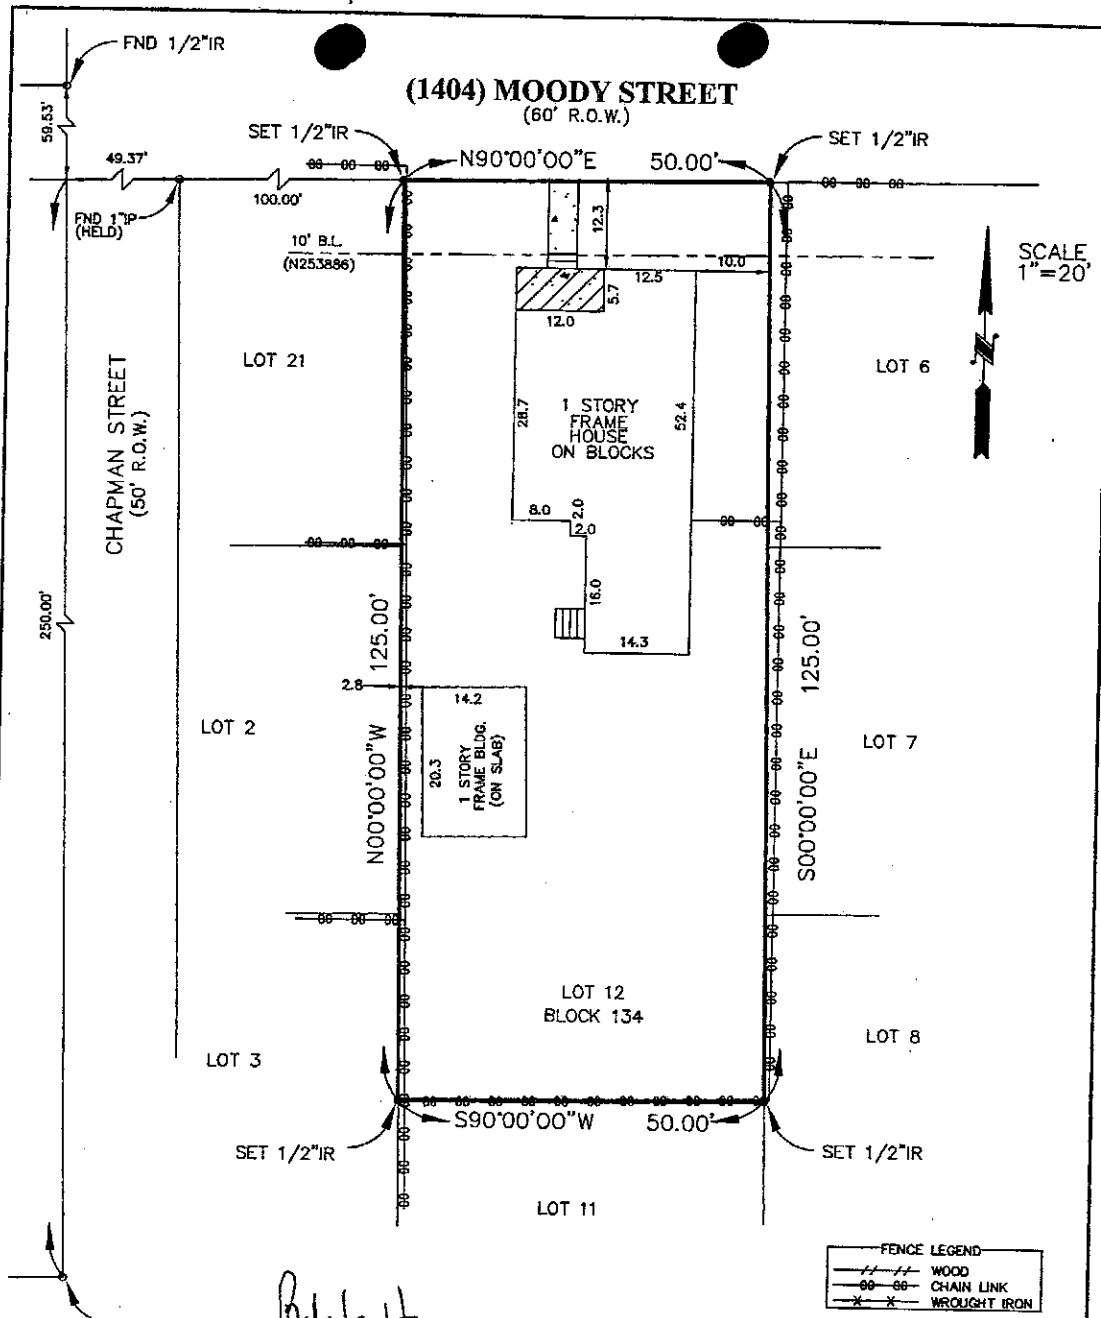 FND 1/2"IR
(1404) MOODY STREET
(60' R.O.W.)
59.53'
SET 1/2"IR
SET 1/2"IR
49.37'
N90°00'00"E
50.00'
100.00'
FND 1"IP
(HELD)
12.3
10' B.L.
(N253886)
10.0
12.5
SCALE
1"=20'
5.7
12.0
N
LOT 21
LOT 6
CHAPMAN STREET
(50' R.O.W.)
28.7
1 STORY
FRAME
HOUSE
ON BLOCKS
52.4
8.0
2.0
2.0
16.0
250.00'
125.00'
125.00'
14.3
2.8
14.2
LOT 2
LOT 7
20.3
1 STORY
FRAME BLDG.
(ON SLAB)
N00°00'00"W
S00°00'00"E
LOT 12
BLOCK 134
LOT 3
LOT 8
S90°00'00"W
50.00'
SET 1/2"IR
SET 1/2"IR
LOT 11
FENCE LEGEND
WOOD
CHAIN LINK
WROUGHT IRON